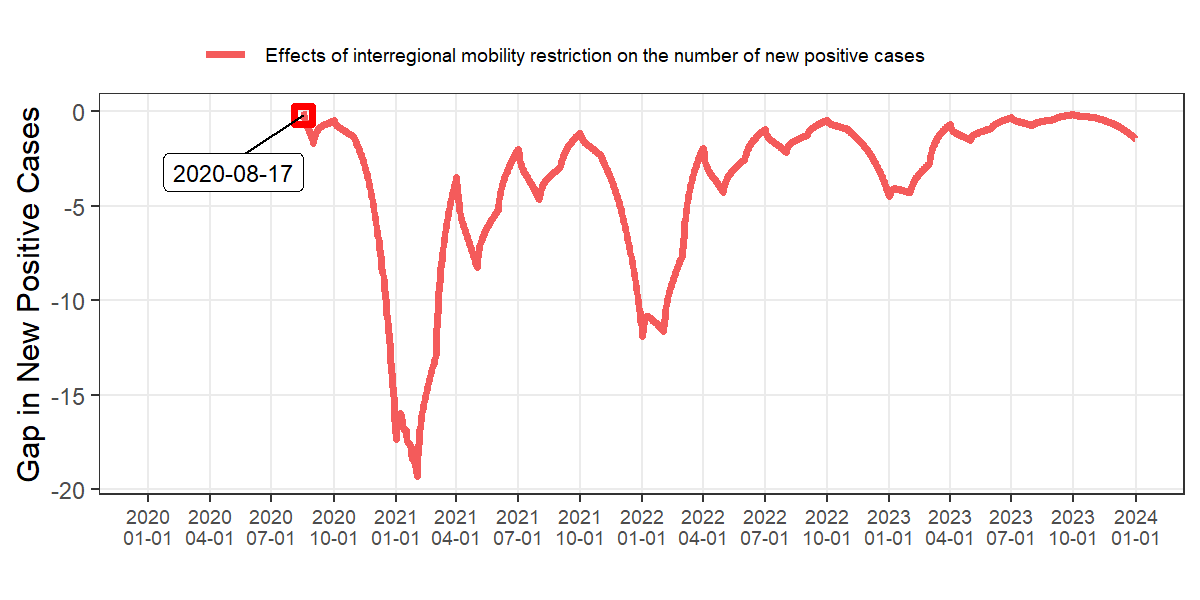 Effects of interregional mobility restriction on the number of new positive cases
Gap in New Positive Cases
0
-5
-10
-15
-20
2020-08-17
2020 2020 2020 2020 2021 2021 2021 2021 2022 2022 2022 2022 2023 2023 2023 2023 2024
01-01 04-01 07-01 10-01 01-01 04-01 07-01 10-01 01-01 04-01 07-01 10-01 01-01 04-01 07-01 10-01 01-01